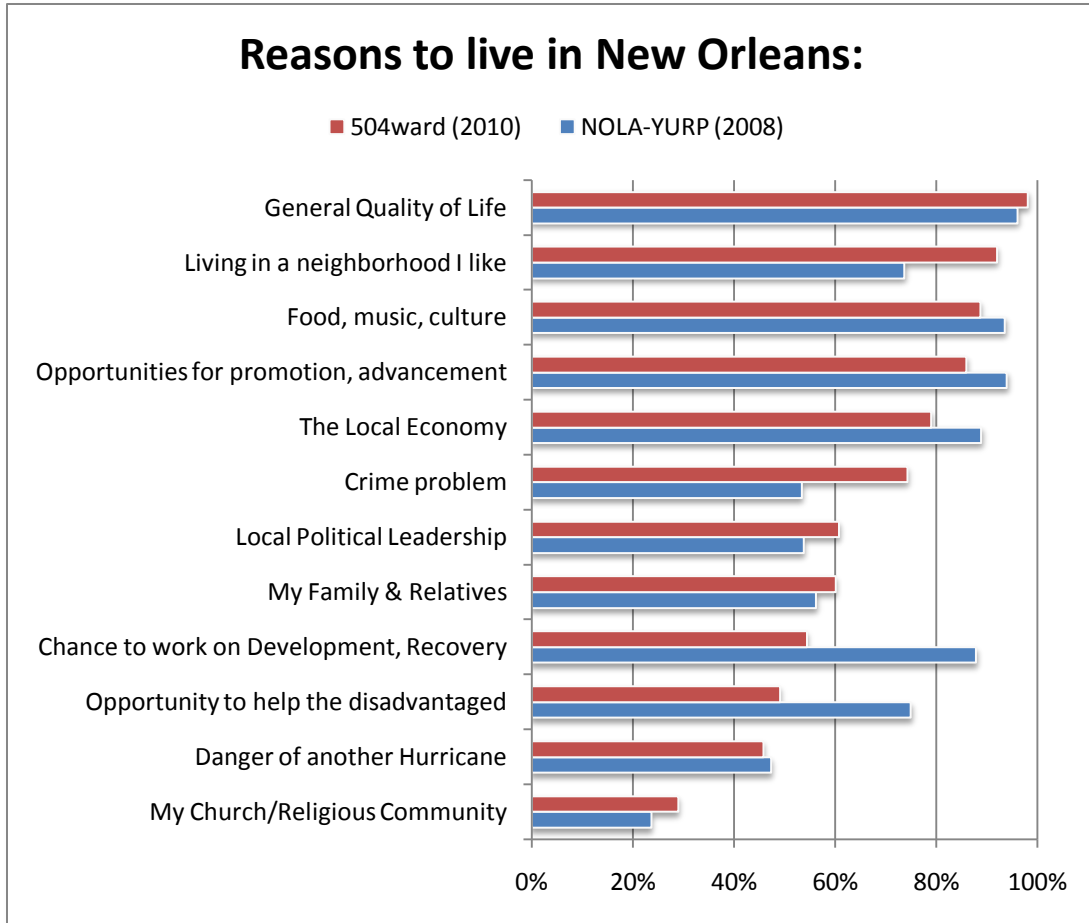 Reasons to live in New Orleans:
504ward (2010) NOLA-YURP (2008)
General Quality of Life
Living in a neighborhood I like
Food, music, culture
Opportunities for promotion, advancement
The Local Economy
Crime problem
Local Political Leadership
My Family & Relatives
Chance to work on Development, Recovery
Opportunity to help the disadvantaged
Danger of another Hurricane
My Church/Religious Community
0% 20% 40% 60% 80% 100%